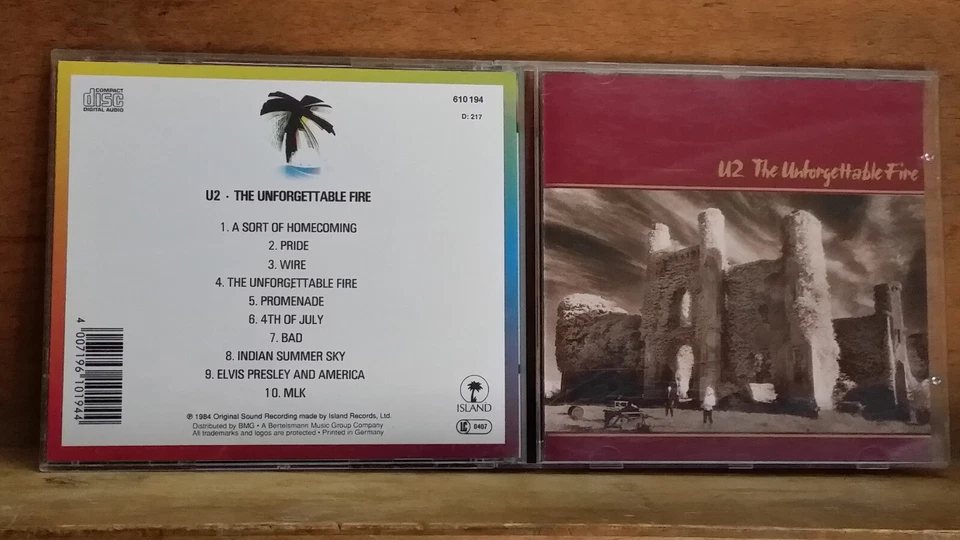 COMPACT
disc
DIGITAL AUDIO
610 194
D: 217
U2 · THE UNFORGETTABLE FIRE
1. A SORT OF HOMECOMING
2. PRIDE
3. WIRE
4. THE UNFORGETTABLE FIRE
5. PROMENADE
6. 4TH OF JULY
7. BAD
8. INDIAN SUMMER SKY
9. ELVIS PRESLEY AND AMERICA
10. MLK
4 007196 101944
ISLAND
LC 0407
℗ 1984 Original Sound Recording made by Island Records, Ltd.
Distributed by BMG • A Bertelsmann Music Group Company
All trademarks and logos are protected • Printed in Germany
U2 The Unforgettable Fire